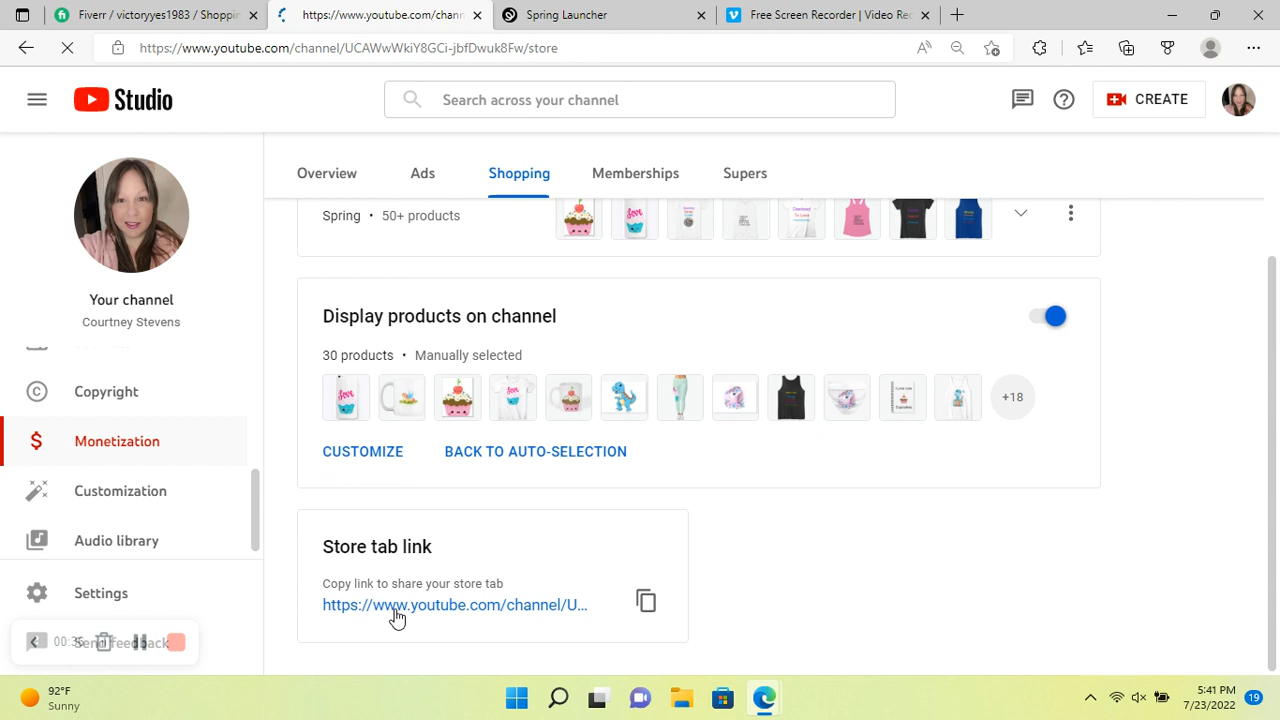 Fiverr / victoryes1983 / Shoppin
https://www.youtube.com/chann
Spring Launcher
Free Screen Recorder | Video Rec
https://www.youtube.com/channel/UCAWwWkiY8GCi-jbfDwuk8Fw/store
Studio
Search across your channel
CREATE
Overview
Ads
Shopping
Memberships
Supers
Spring • 50+ products
Your channel
Courtney Stevens
Copyright
Monetization
Customization
Audio library
Settings
Send feedback
Display products on channel
30 products • Manually selected
+18
CUSTOMIZE
BACK TO AUTO-SELECTION
Store tab link
Copy link to share your store tab
https://www.youtube.com/channel/U...
92°F
Sunny
5:41 PM
7/23/2022
19